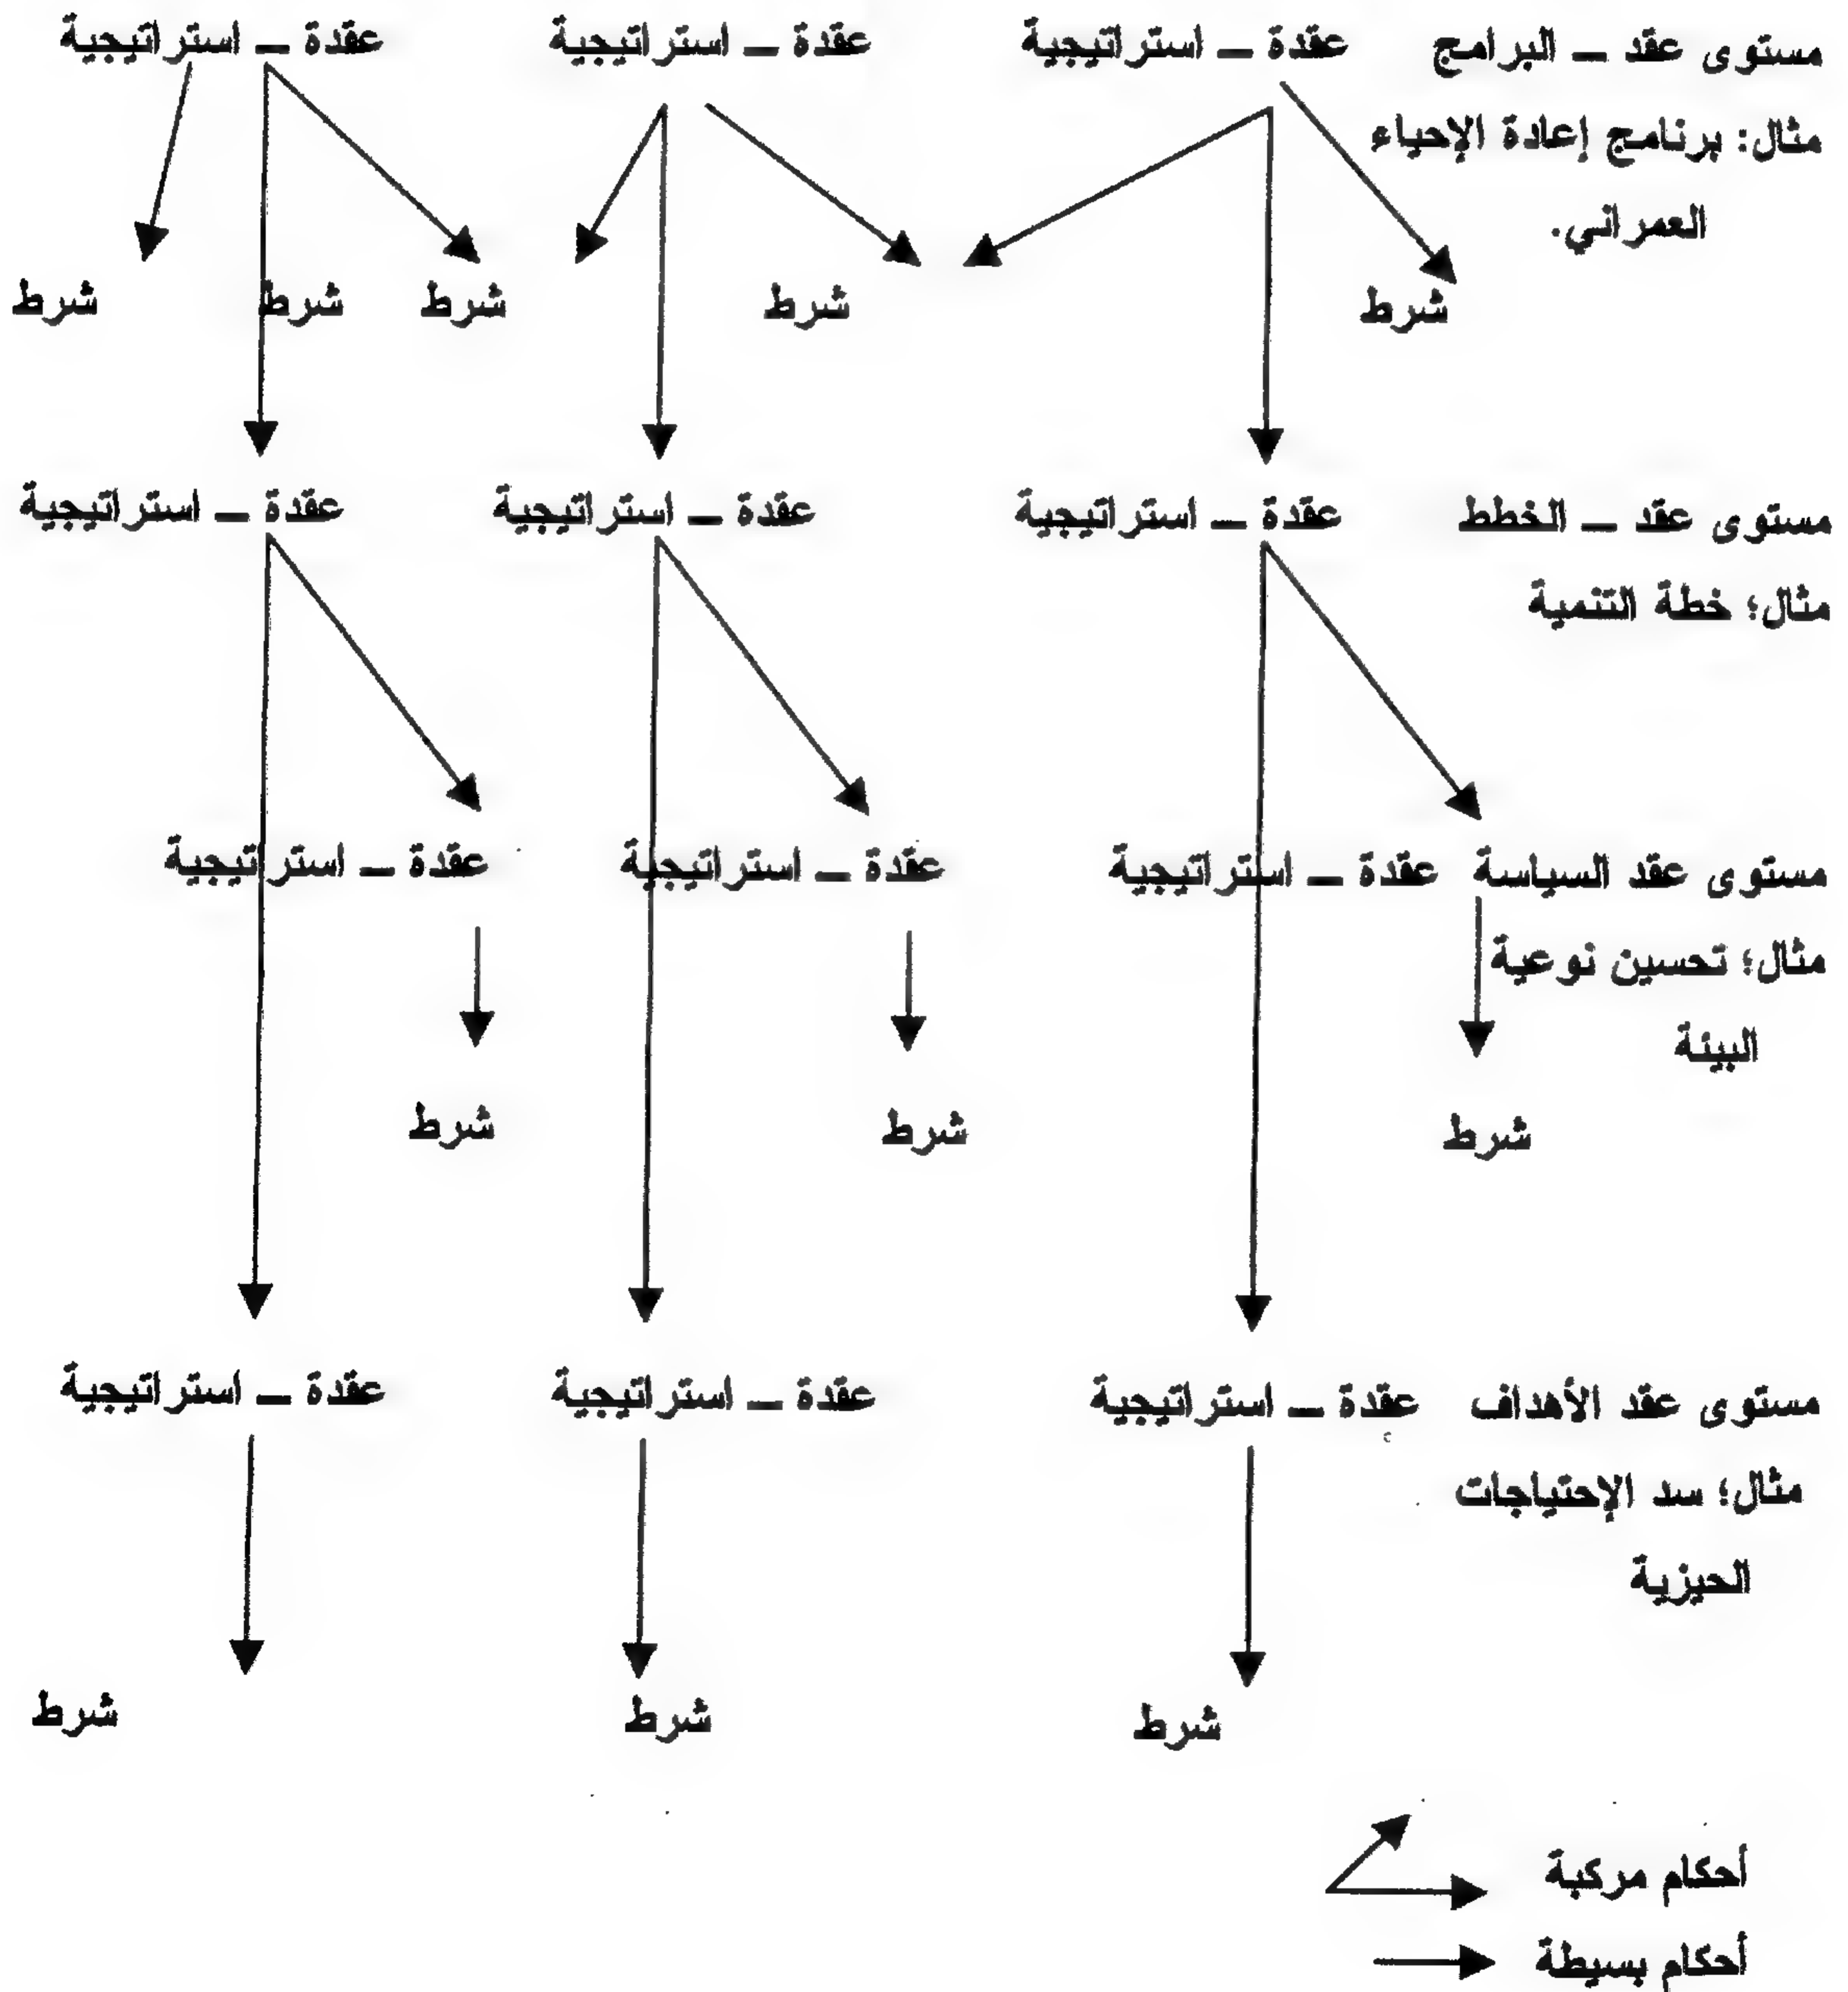 مستوى عقد – البرامج عقدة – استراتيجية عقدة – استراتيجية عقدة – استراتيجية
مثال: برنامج إعادة الإحياء
العمراني.
شرط شرط شرط شرط شرط
مستوى عقد – الخطط عقدة – استراتيجية عقدة – استراتيجية عقدة – استراتيجية
مثال؛ خطة التنمية
مستوى عقد السياسة عقدة – استراتيجية عقدة – استراتيجية عقدة – استراتيجية
مثال؛ تحسين نوعية
البيئة
شرط شرط شرط
مستوى عقد الأهداف عقدة – استراتيجية عقدة – استراتيجية عقدة – استراتيجية
مثال؛ سد الإحتياجات
الحيزية
شرط شرط شرط
أحكام مركبة
أحكام بسيطة